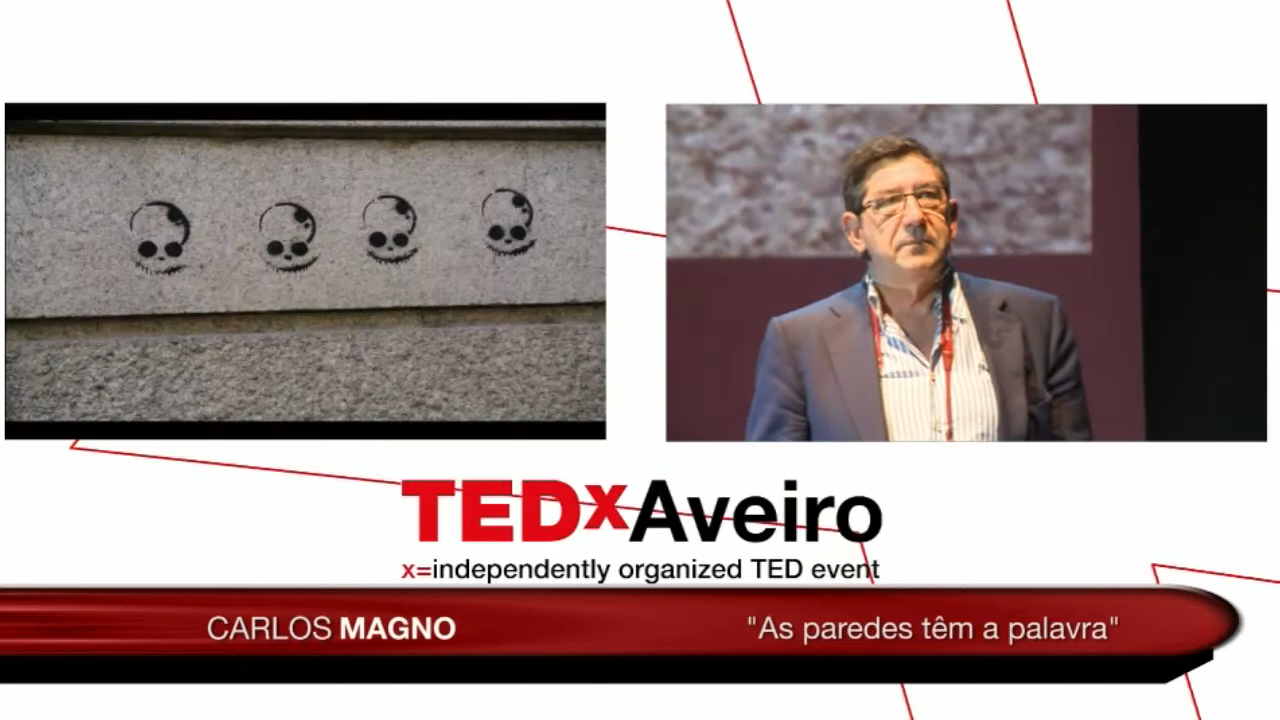 TEDxAveiro
x=independently organized TED event
CARLOS MAGNO
"As paredes têm a palavra"